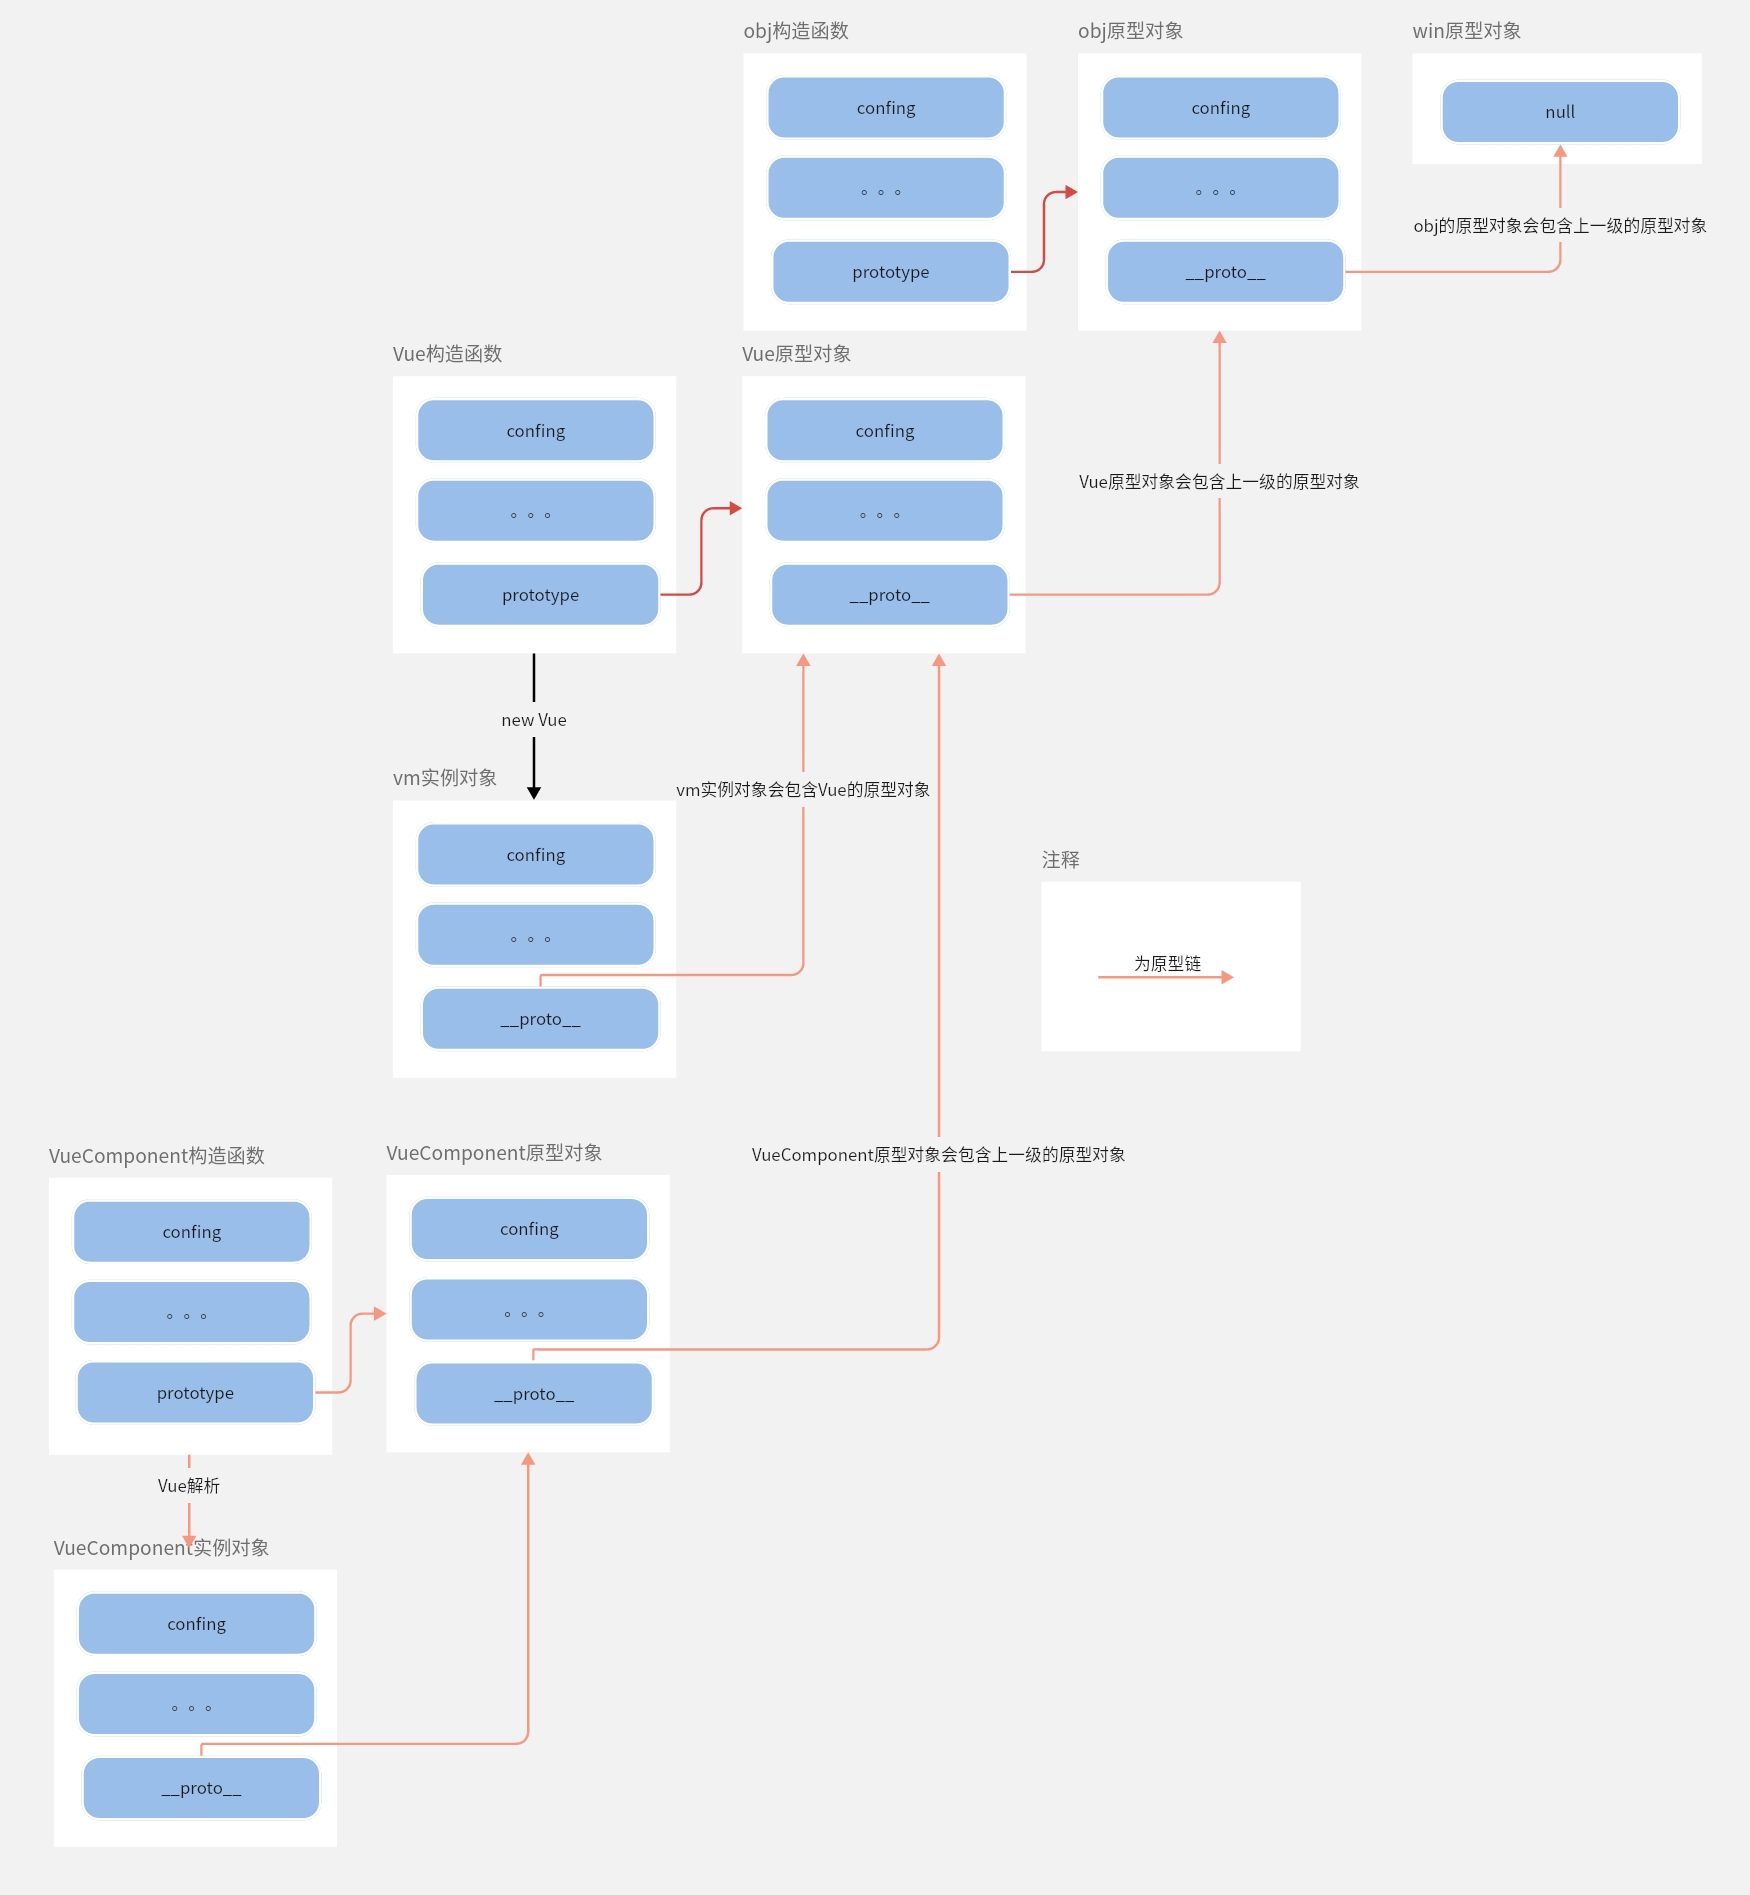 obj构造函数
obj原型对象
win原型对象
confing
confing
null
。。。
。。。
obj的原型对象会包含上一级的原型对象
prototype
__proto__
Vue构造函数
Vue原型对象
confing
confing
Vue原型对象会包含上一级的原型对象
。。。
。。。
prototype
__proto__
new Vue
vm实例对象
vm实例对象会包含Vue的原型对象
confing
注释
。。。
为原型链
__proto__
VueComponent构造函数
VueComponent原型对象
VueComponent原型对象会包含上一级的原型对象
confing
confing
。。。
。。。
prototype
__proto__
Vue解析
VueComponent实例对象
confing
。。。
__proto__